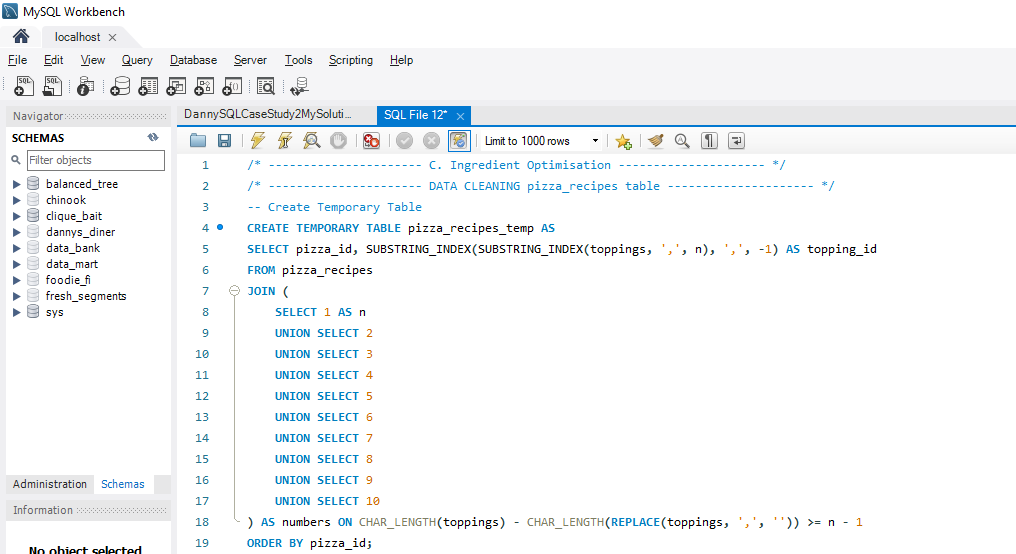 MySQL Workbench
localhost
File Edit View Query Database Server Tools Scripting Help
Navigator
SCHEMAS
Filter objects
balanced_tree
chinook
clique_bait
dannys_diner
data_bank
data_mart
foodie_fi
fresh_segments
sys
Administration Schemas
Information
No object selected
DannySQLCaseStudy2MySoluti... SQL File 12*
Limit to 1000 rows
1 /* ---------------------- C. Ingredient Optimisation --------------------- */
2 /* ---------------------- DATA CLEANING pizza_recipes table --------------------- */
3 -- Create Temporary Table
4 CREATE TEMPORARY TABLE pizza_recipes_temp AS
5 SELECT pizza_id, SUBSTRING_INDEX(SUBSTRING_INDEX(toppings, ',', n), ',', -1) AS topping_id
6 FROM pizza_recipes
7 JOIN (
8 SELECT 1 AS n
9 UNION SELECT 2
10 UNION SELECT 3
11 UNION SELECT 4
12 UNION SELECT 5
13 UNION SELECT 6
14 UNION SELECT 7
15 UNION SELECT 8
16 UNION SELECT 9
17 UNION SELECT 10
18 ) AS numbers ON CHAR_LENGTH(toppings) - CHAR_LENGTH(REPLACE(toppings, ',', '')) >= n - 1
19 ORDER BY pizza_id;